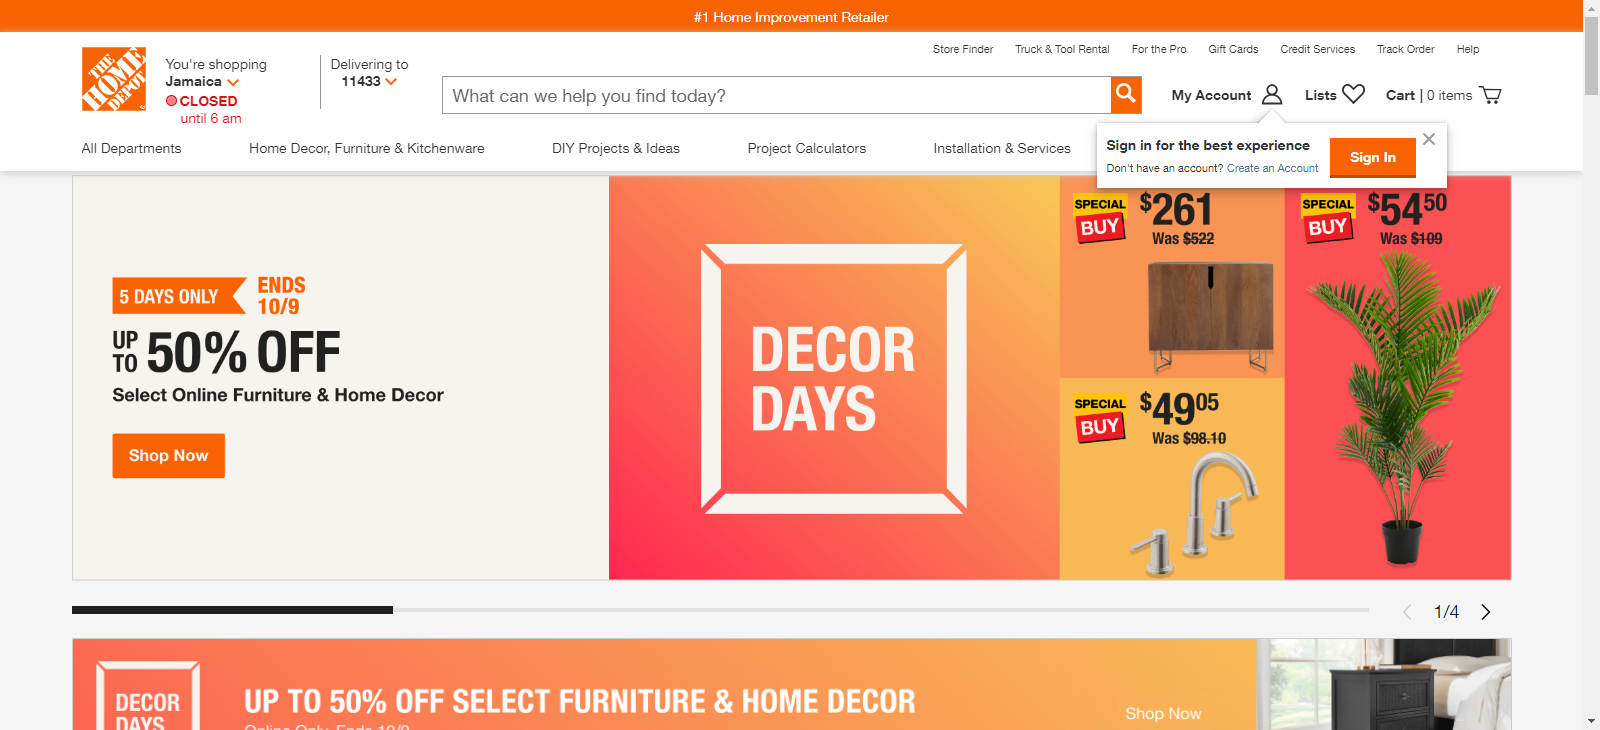 #1 Home Improvement Retailer
Store Finder
Truck & Tool Rental
For the Pro
Gift Cards
Credit Services
Track Order
Help
THE
HOME
DEPOT
You're shopping
Jamaica
CLOSED
until 6 am
Delivering to
11433
What can we help you find today?
My Account
Lists
Cart | 0 items
All Departments
Home Decor, Furniture & Kitchenware
DIY Projects & Ideas
Project Calculators
Installation & Services
Sign in for the best experience
Don't have an account? Create an Account
Sign In
5 DAYS ONLY
ENDS
10/9
UP
TO
50% OFF
Select Online Furniture & Home Decor
Shop Now
DECOR
DAYS
SPECIAL
BUY
$261
Was $522
SPECIAL
BUY
$54 50
Was $109
SPECIAL
BUY
$49 05
Was $98.10
1/4
DECOR
DAYS
UP TO 50% OFF SELECT FURNITURE & HOME DECOR
Online Only. Ends 10/9
Shop Now